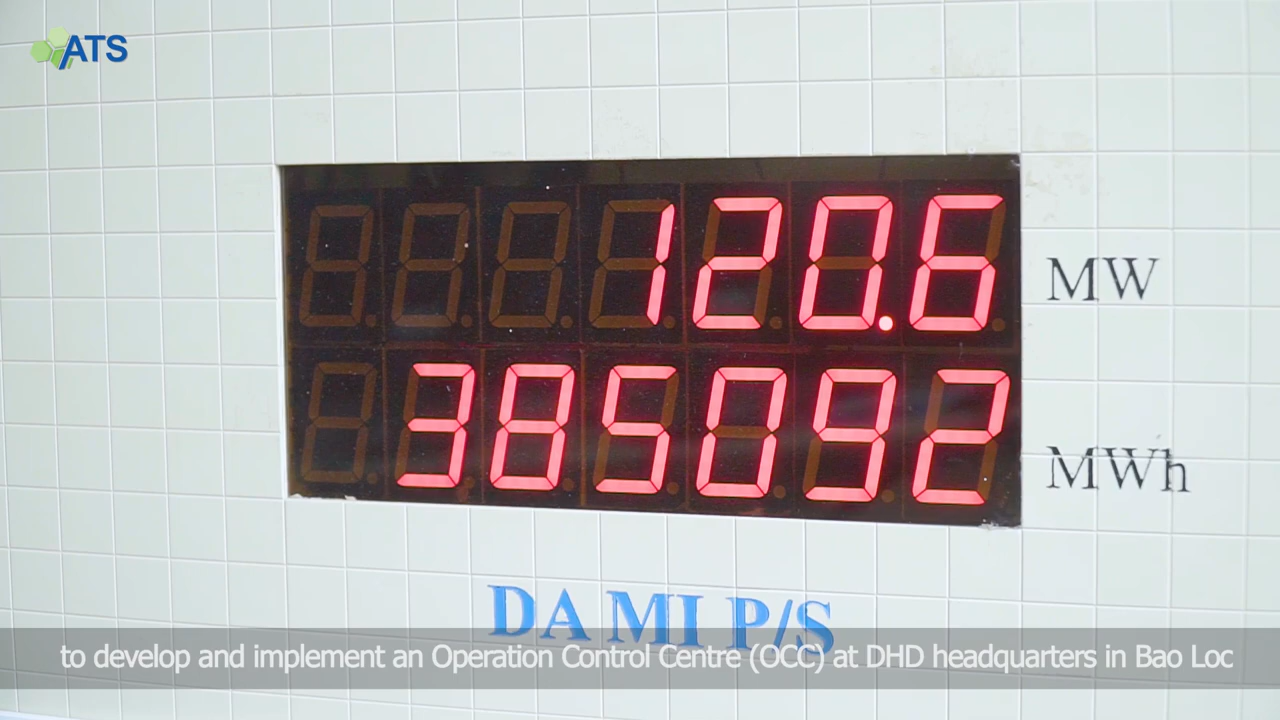 ATS
120.6 MW
385092 MWh
DA MI P/S
to develop and implement an Operation Control Centre (OCC) at DHD headquarters in Bao Loc